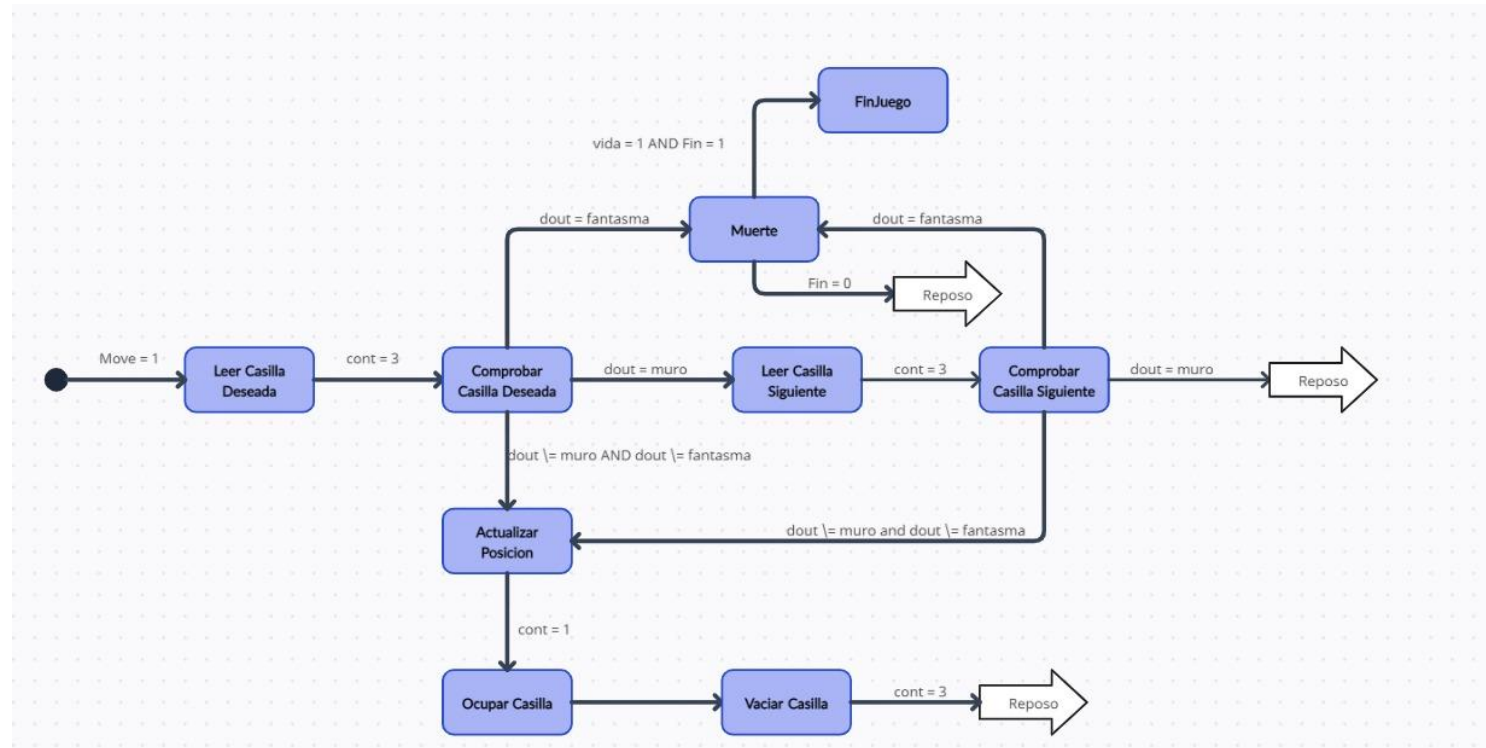 FinJuego
vida = 1 AND Fin = 1
dout = fantasma
Muerte
dout = fantasma
Fin = 0
Reposo
Move = 1
Leer Casilla
Deseada
cont = 3
Comprobar
Casilla Deseada
dout = muro
Leer Casilla
Siguiente
cont = 3
Comprobar
Casilla Siguiente
dout = muro
Reposo
dout \= muro AND dout \= fantasma
Actualizar
Posicion
dout \= muro and dout \= fantasma
cont = 1
Ocupar Casilla
Vaciar Casilla
cont = 3
Reposo